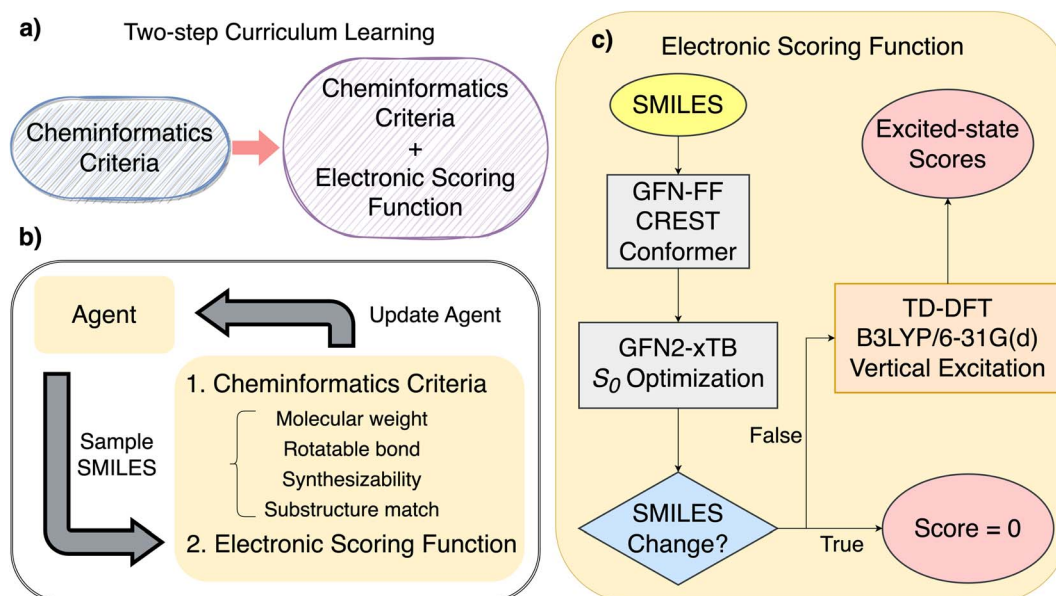 a)
Two-step Curriculum Learning
Cheminformatics
Criteria
Cheminformatics
Criteria
+
Electronic Scoring
Function
b)
Agent
Update Agent
Sample
SMILES
1. Cheminformatics Criteria
Molecular weight
Rotatable bond
Synthesizability
Substructure match
2. Electronic Scoring Function
c)
Electronic Scoring Function
SMILES
GFN-FF
CREST
Conformer
GFN2-xTB
S0 Optimization
SMILES
Change?
False
True
TD-DFT
B3LYP/6-31G(d)
Vertical Excitation
Excited-state
Scores
Score = 0